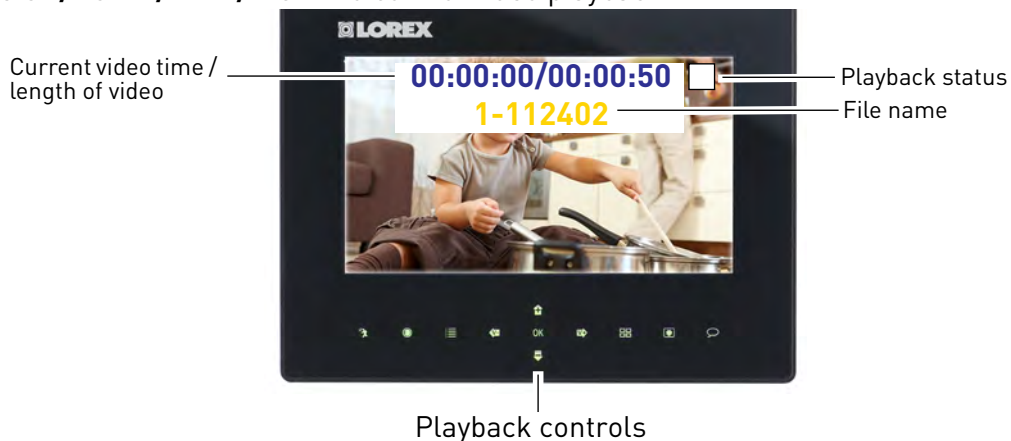 LOREX
Current video time /
length of video
00:00:00/00:00:50
Playback status
1-112402
File name
OK
Playback controls